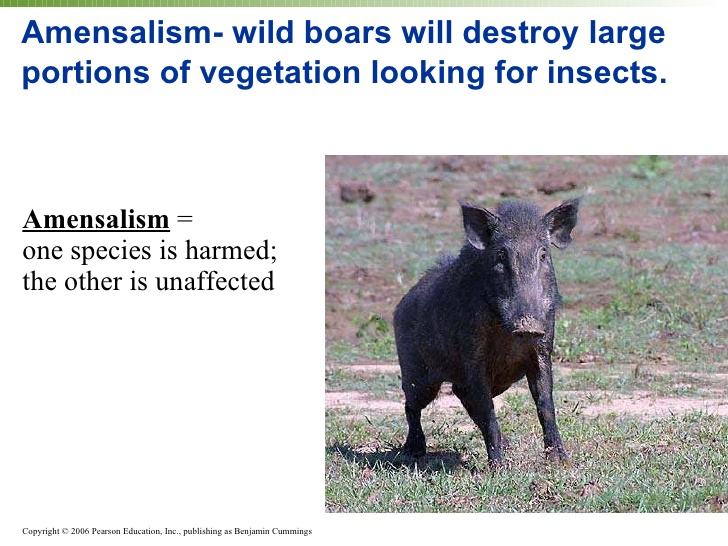 Amensalism- wild boars will destroy large
portions of vegetation looking for insects.
Amensalism =
one species is harmed;
the other is unaffected
Copyright © 2006 Pearson Education, Inc., publishing as Benjamin Cummings